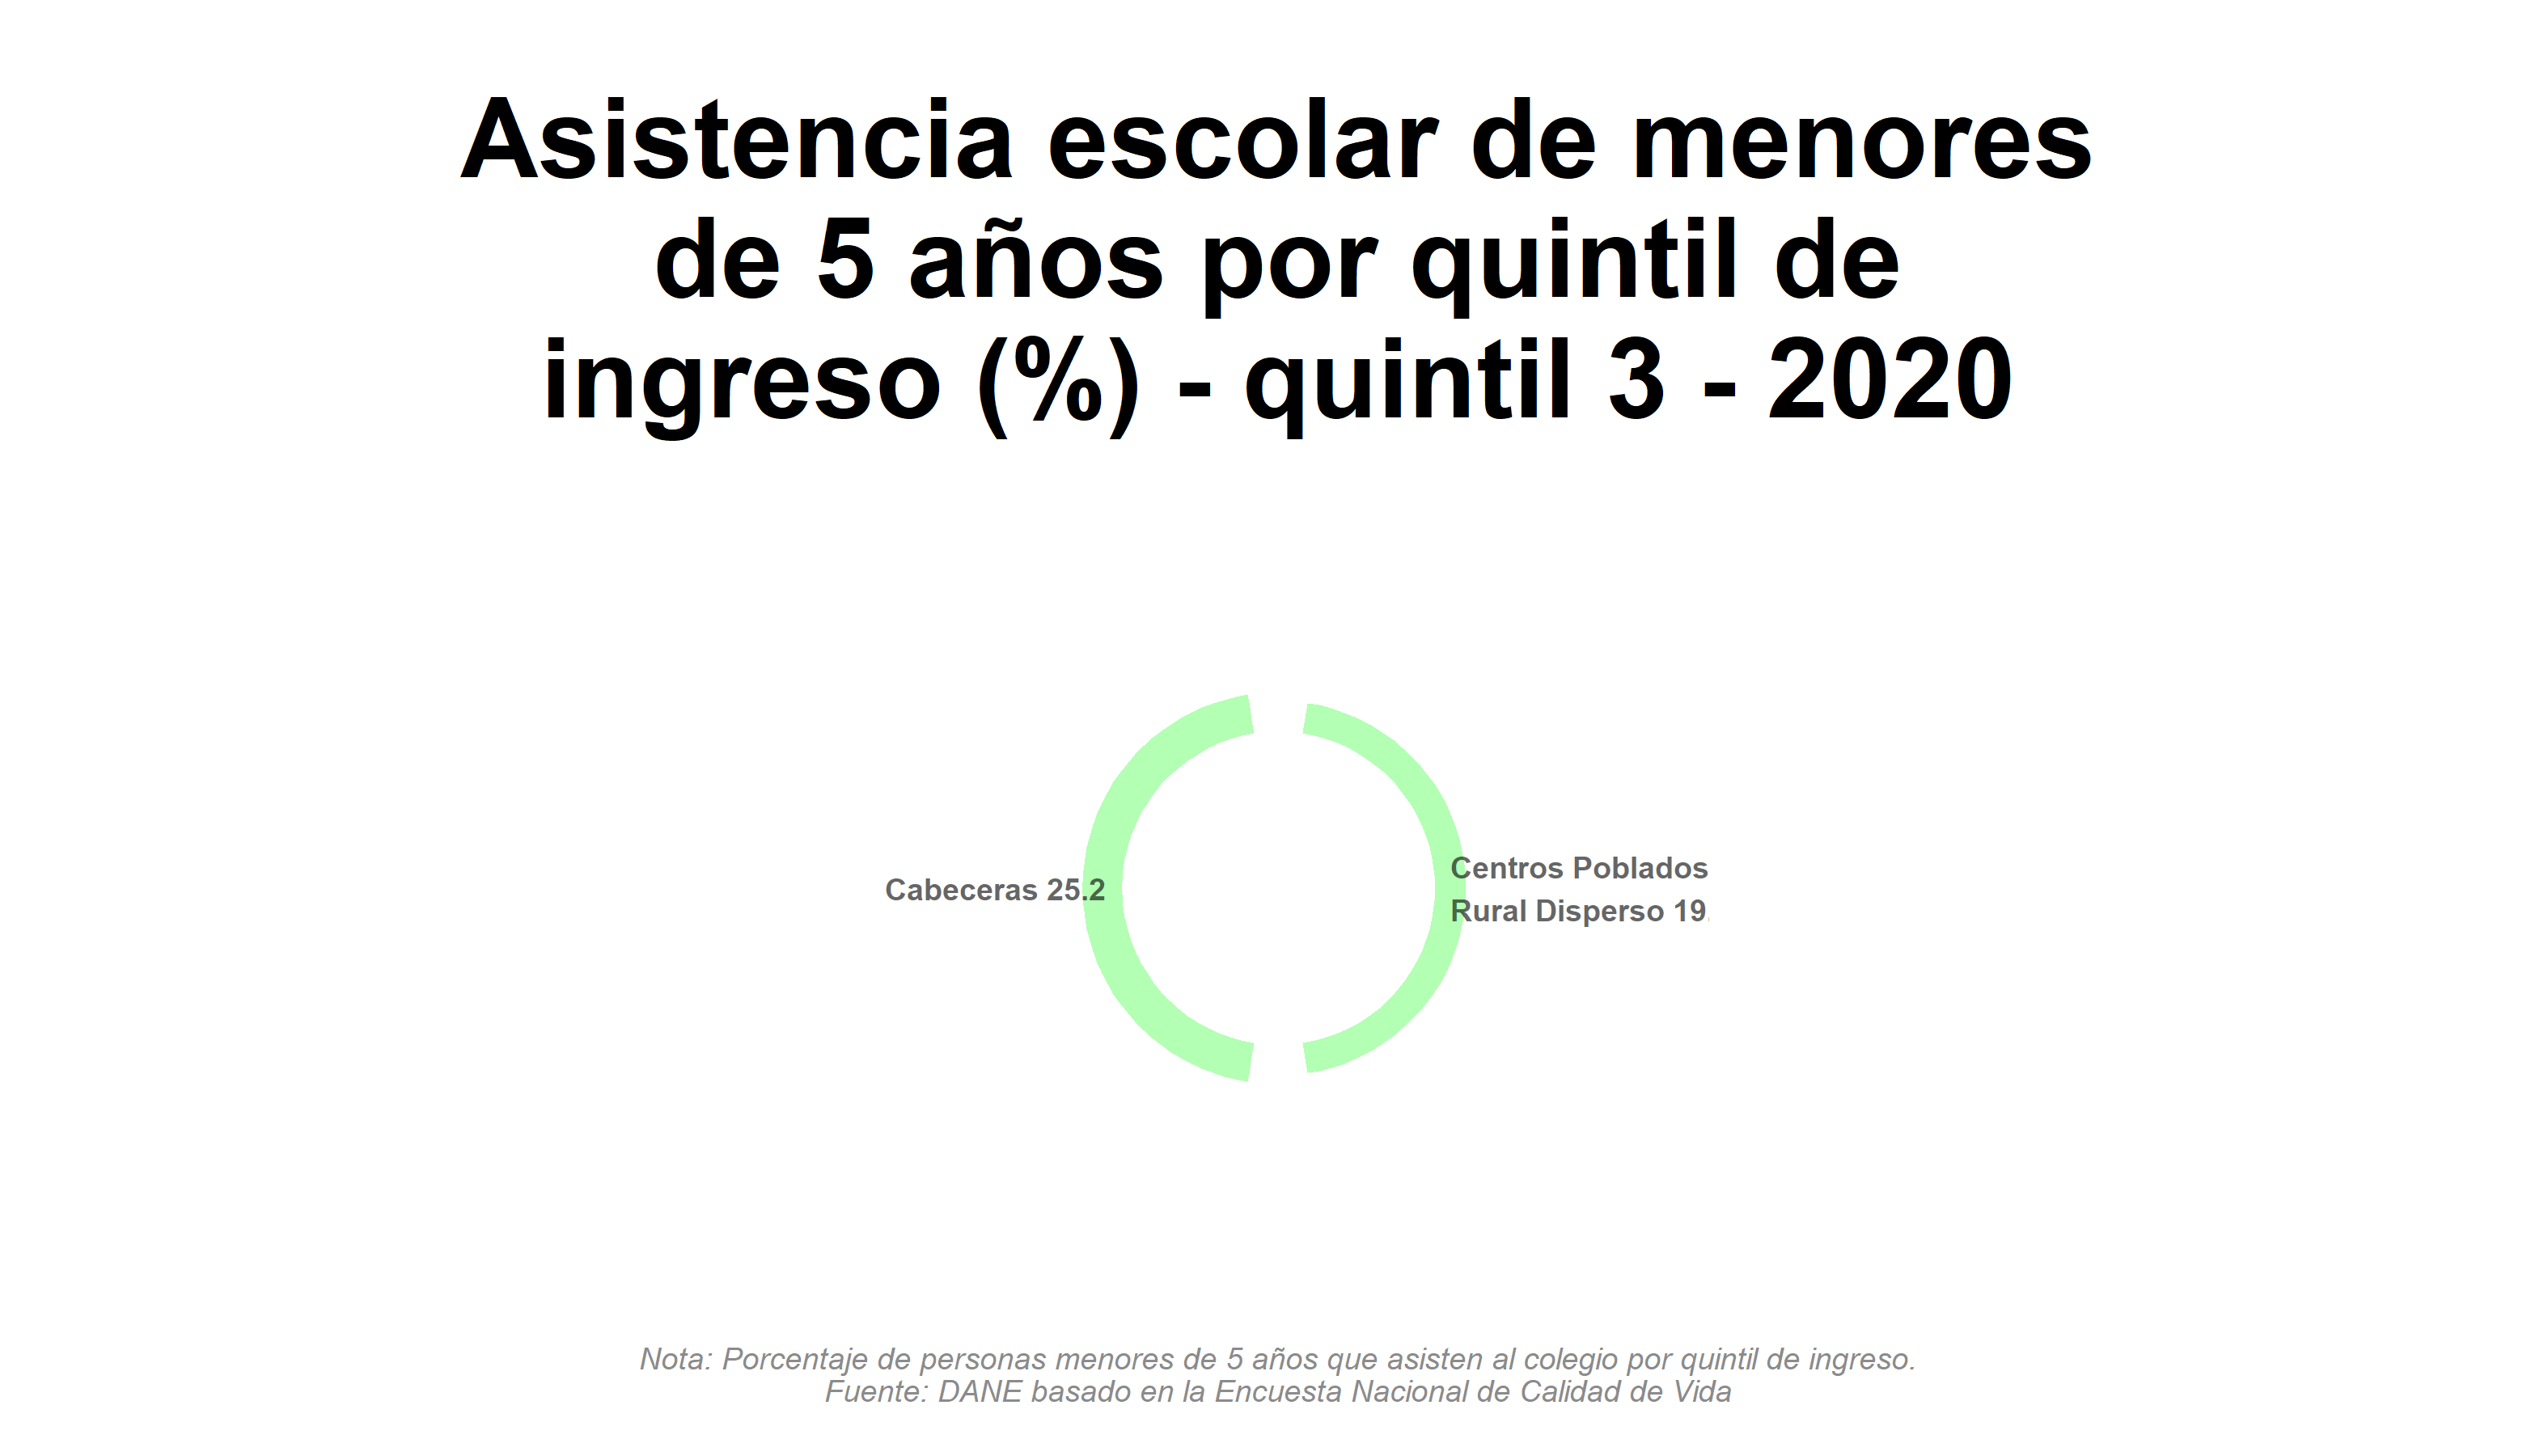 Asistencia escolar de menores
de 5 años por quintil de
ingreso (%) - quintil 3 - 2020
Cabeceras 25.2
Centros Poblados
Rural Disperso 19.
Nota: Porcentaje de personas menores de 5 años que asisten al colegio por quintil de ingreso.
Fuente: DANE basado en la Encuesta Nacional de Calidad de Vida